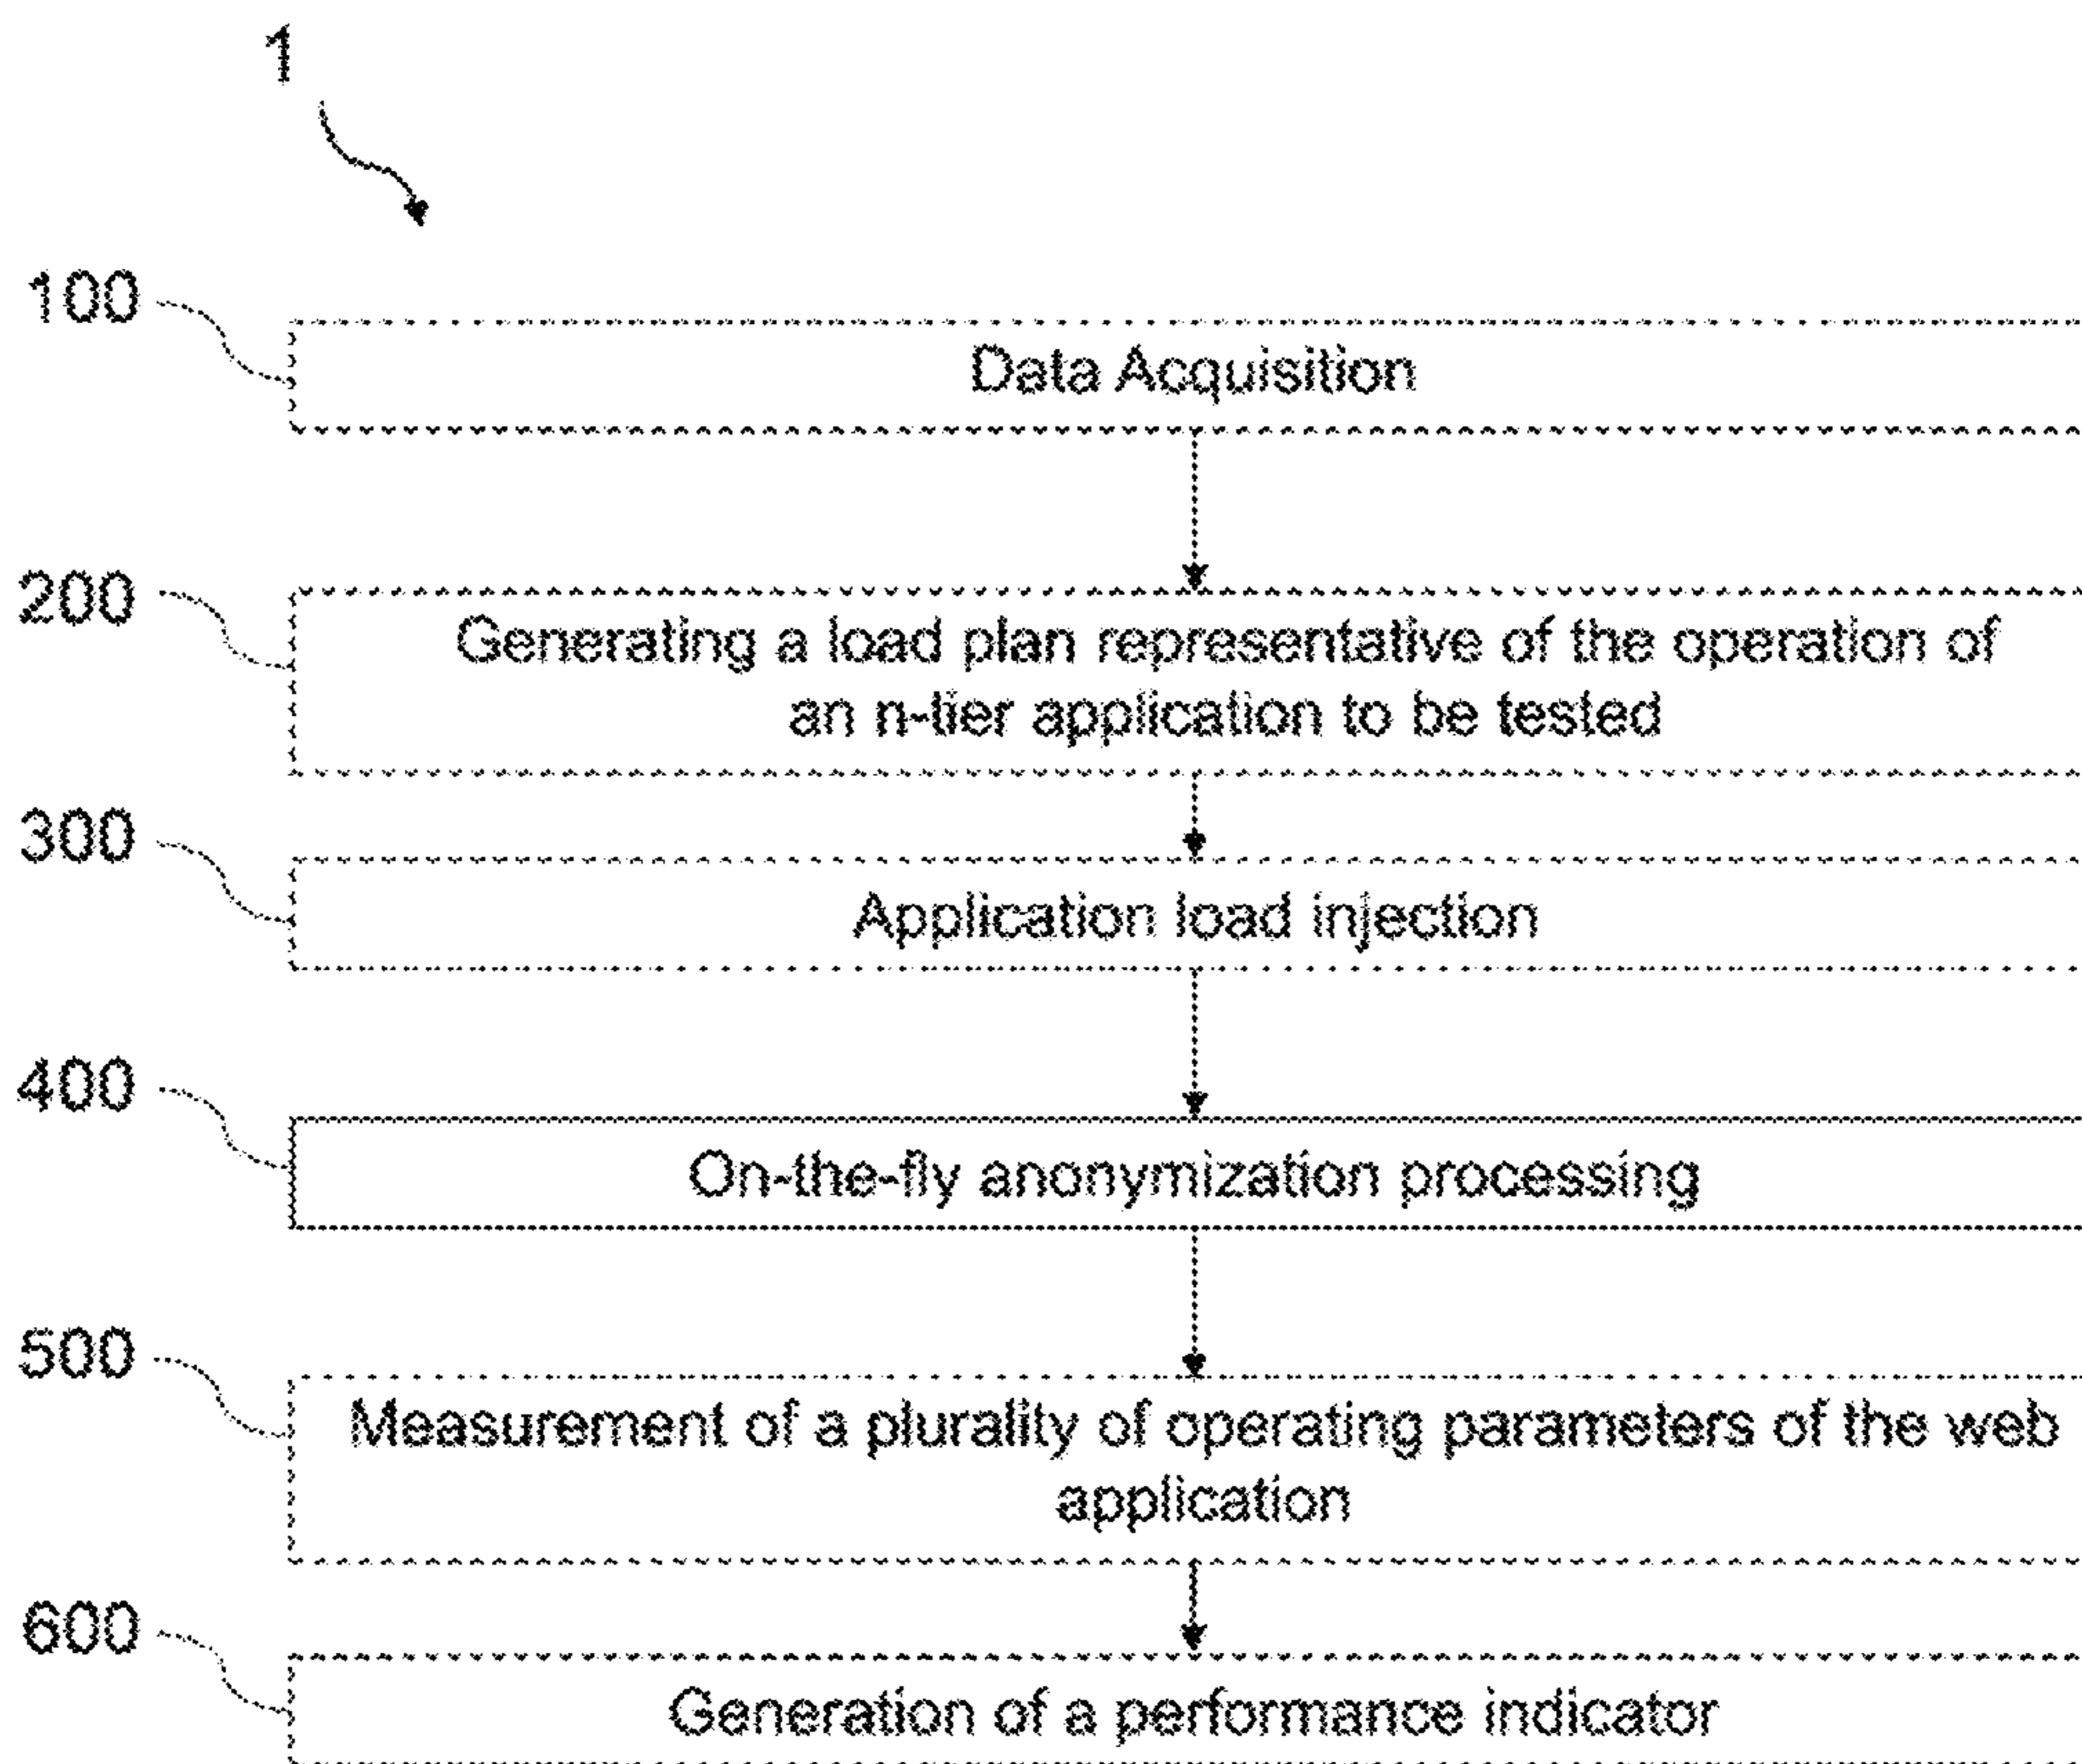 1
100
Data Acquisition
200
Generating a load plan representative of the operation of
an n-tier application to be tested
300
Application load injection
400
On-the-fly anonymization processing
500
Measurement of a plurality of operating parameters of the web
application
600
Generation of a performance indicator